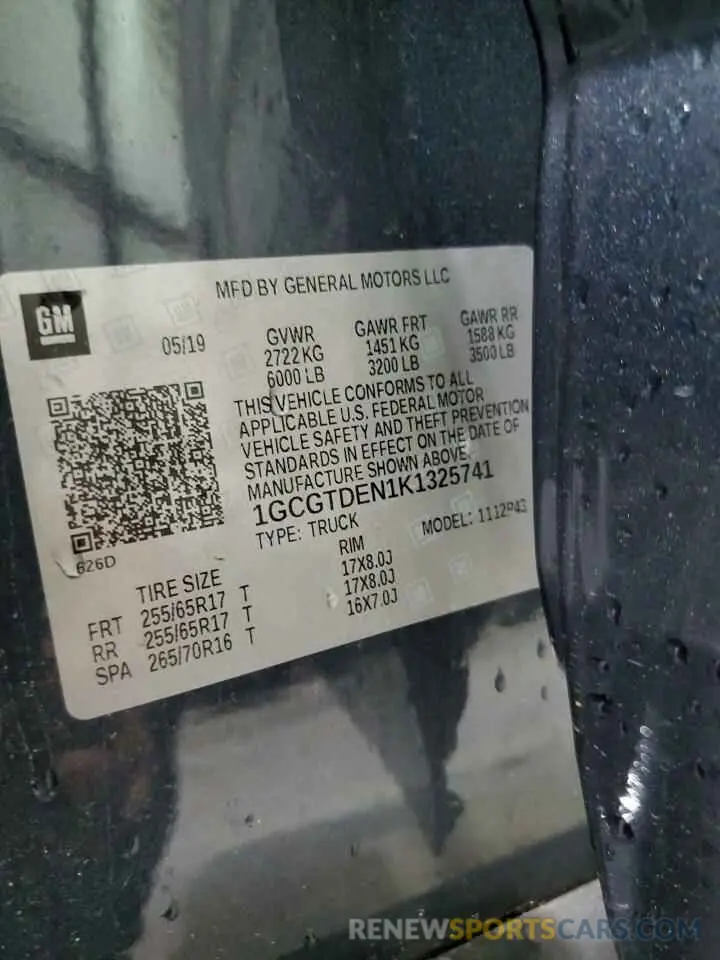 MFD BY GENERAL MOTORS LLC
GM
05/19
GVWR GAWR FRT GAWR RR
2722 KG 1451 KG 1588 KG
6000 LB 3200 LB 3500 LB
THIS VEHICLE CONFORMS TO ALL
APPLICABLE U.S. FEDERAL MOTOR
VEHICLE SAFETY AND THEFT PREVENTION
STANDARDS IN EFFECT ON THE DATE OF
MANUFACTURE SHOWN ABOVE.
1GCGTDEN1K1325741
TYPE: TRUCK MODEL:
626D
TIRE SIZE RIM
FRT 255/65R17 T 17X8.0J
RR 255/65R17 T 17X8.0J
SPA 265/70R16 T 16X7.0J
RENEWSPORTSCARS.COM